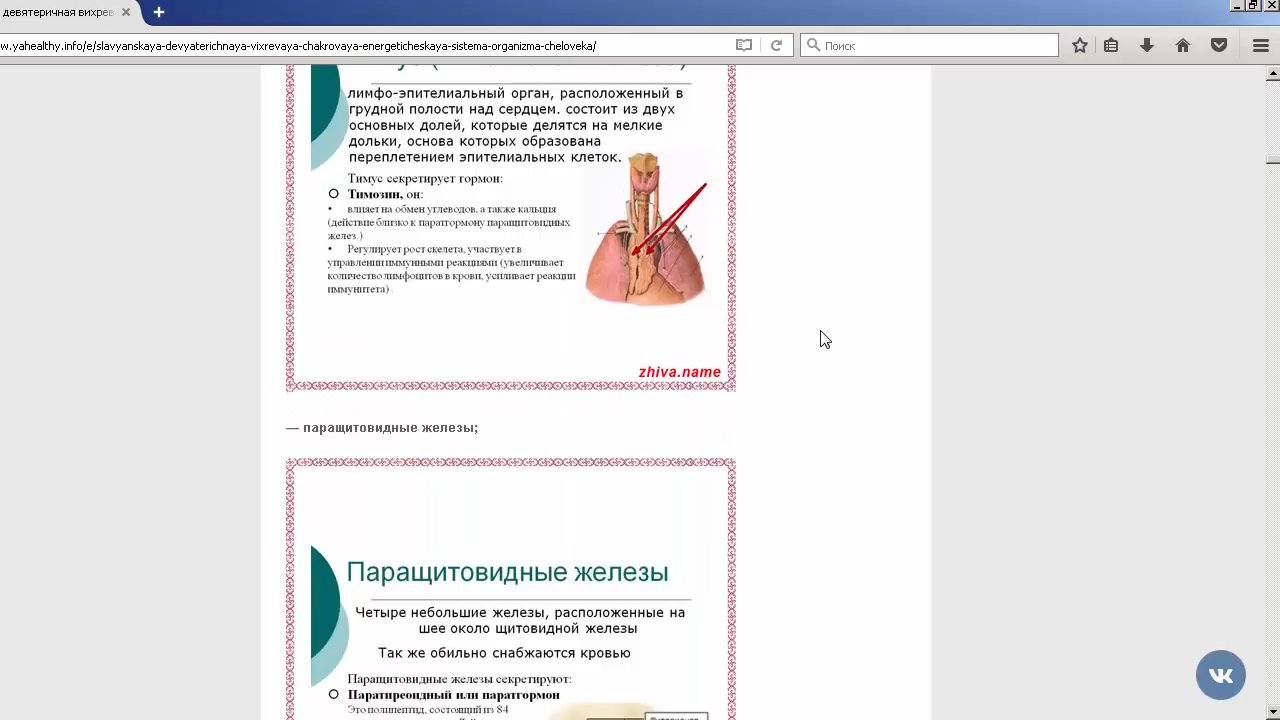 девятеричная вихрев
w.yahealthy.info/e/slavyanskaya-devyaterichnaya-vixrevaya-chakrovaya-energeticheskaya-sistema-organizma-cheloveka/
Поиск
лимфо-эпителиальный орган, расположенный в
грудной полости над сердцем. состоит из двух
основных долей, которые делятся на мелкие
дольки, основа которых образована
переплетением эпителиальных клеток.
Тимус секретирует гормон:
Тимозин, он:
• влияет на обмен углеводов, а также кальция
(действие близко к паратгормону паращитовидных
желез.)
• Регулирует рост скелета, участвует в
управлении иммунными реакциями (увеличивает
количество лимфоцитов в крови, усиливает реакции
иммунитета) .
zhiva.name
— паращитовидные железы;
Паращитовидные железы
Четыре небольшие железы, расположенные на
шее около щитовидной железы
Так же обильно снабжаются кровью
Паращитовидные железы секретируют:
Паратиреоидный или паратгормон
Это полипептид, состоящий из 84